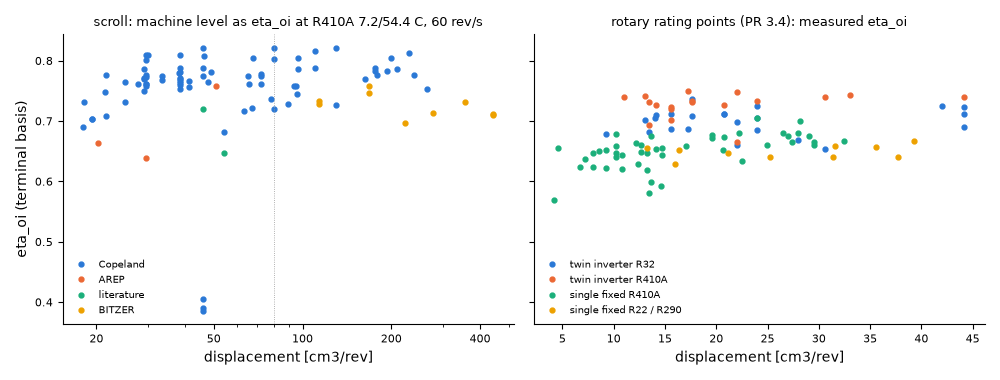 scroll: machine level as eta_oi at R410A 7.2/54.4 C, 60 rev/s
rotary rating points (PR 3.4): measured eta_oi
eta_oi (terminal basis)
0.8
0.7
0.6
0.5
0.4
Copeland
AREP
literature
BITZER
twin inverter R32
twin inverter R410A
single fixed R410A
single fixed R22 / R290
20
50
100
200
400
5
10
15
20
25
30
35
40
45
displacement [cm3/rev]
displacement [cm3/rev]